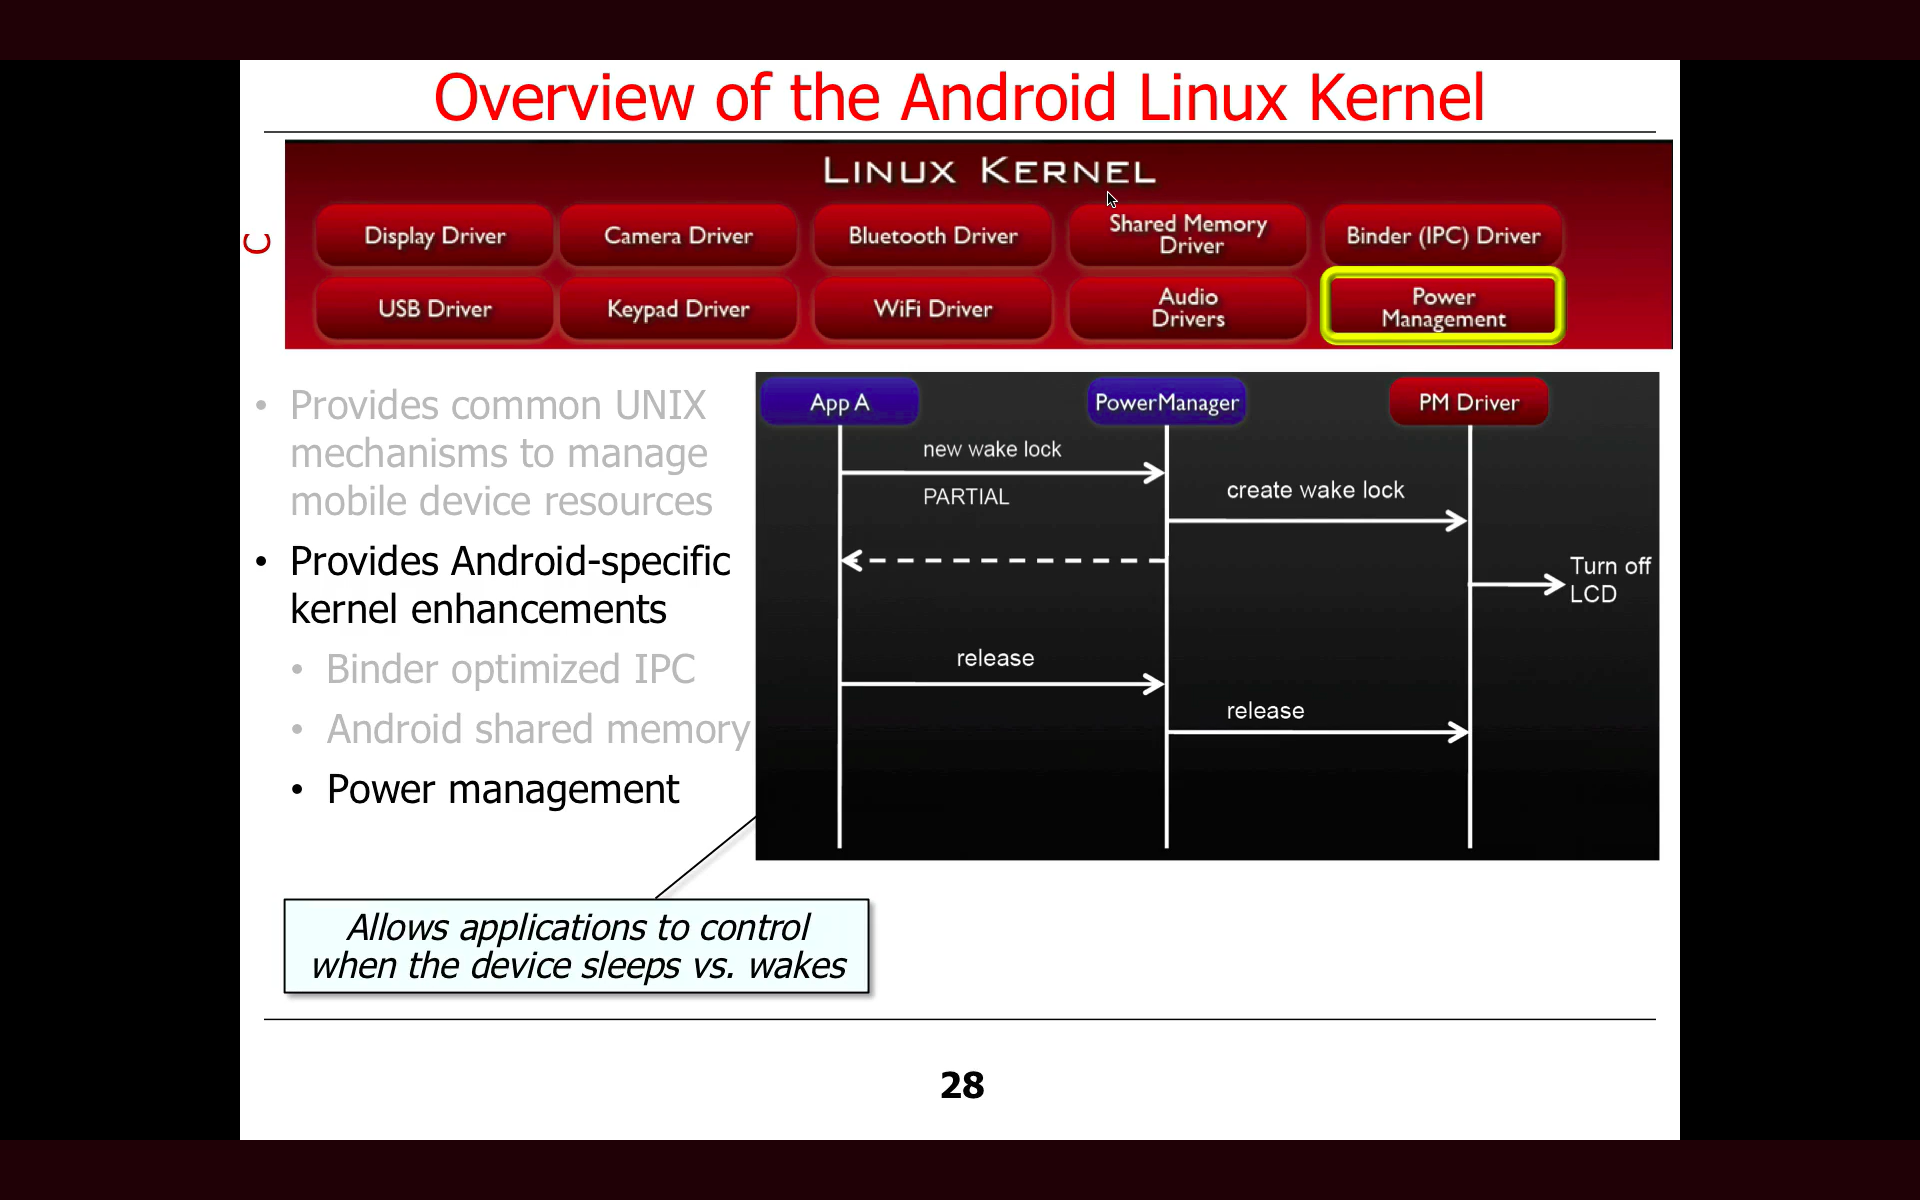 Overview of the Android Linux Kernel
LINUX KERNEL
C
Display Driver
Camera Driver
Bluetooth Driver
Shared Memory
Driver
Binder (IPC) Driver
USB Driver
Keypad Driver
WiFi Driver
Audio
Drivers
Power
Management
• Provides common UNIX
mechanisms to manage
mobile device resources
• Provides Android-specific
kernel enhancements
• Binder optimized IPC
• Android shared memory
• Power management
App A
PowerManager
PM Driver
new wake lock
PARTIAL
create wake lock
Turn off
LCD
release
release
Allows applications to control
when the device sleeps vs. wakes
28